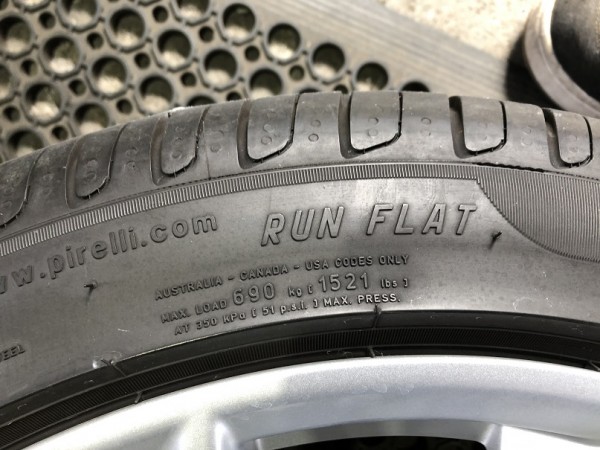 www.pirelli.com
RUN FLAT
AUSTRALIA - CANADA - USA CODES ONLY
MAX. LOAD 690 kg [ 1521 lbs ]
AT 350 kPa [ 51 p.s.i. ] MAX. PRESS.